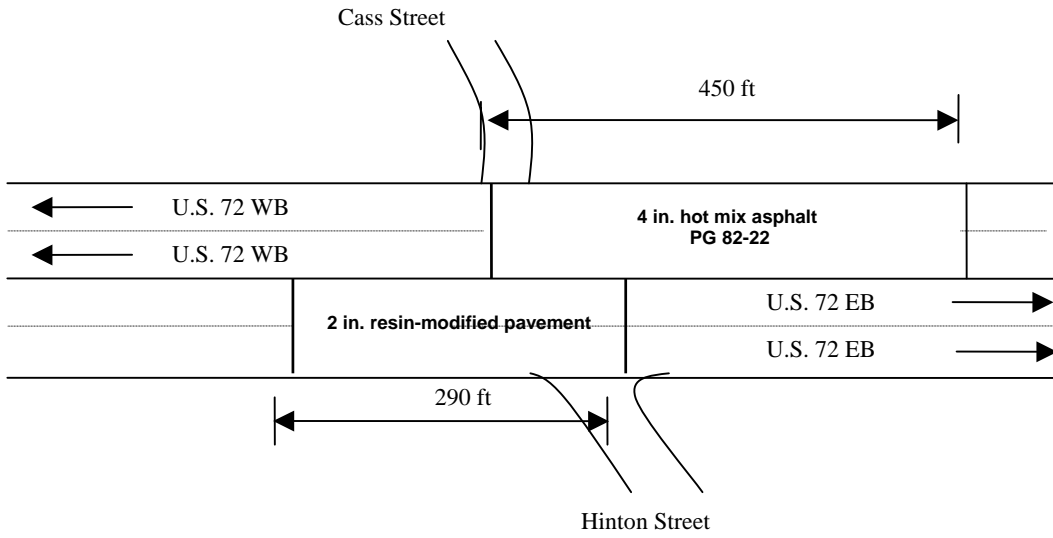 Cass Street
450 ft
U.S. 72 WB
4 in. hot mix asphalt
PG 82-22
U.S. 72 WB
U.S. 72 EB
2 in. resin-modified pavement
U.S. 72 EB
290 ft
Hinton Street